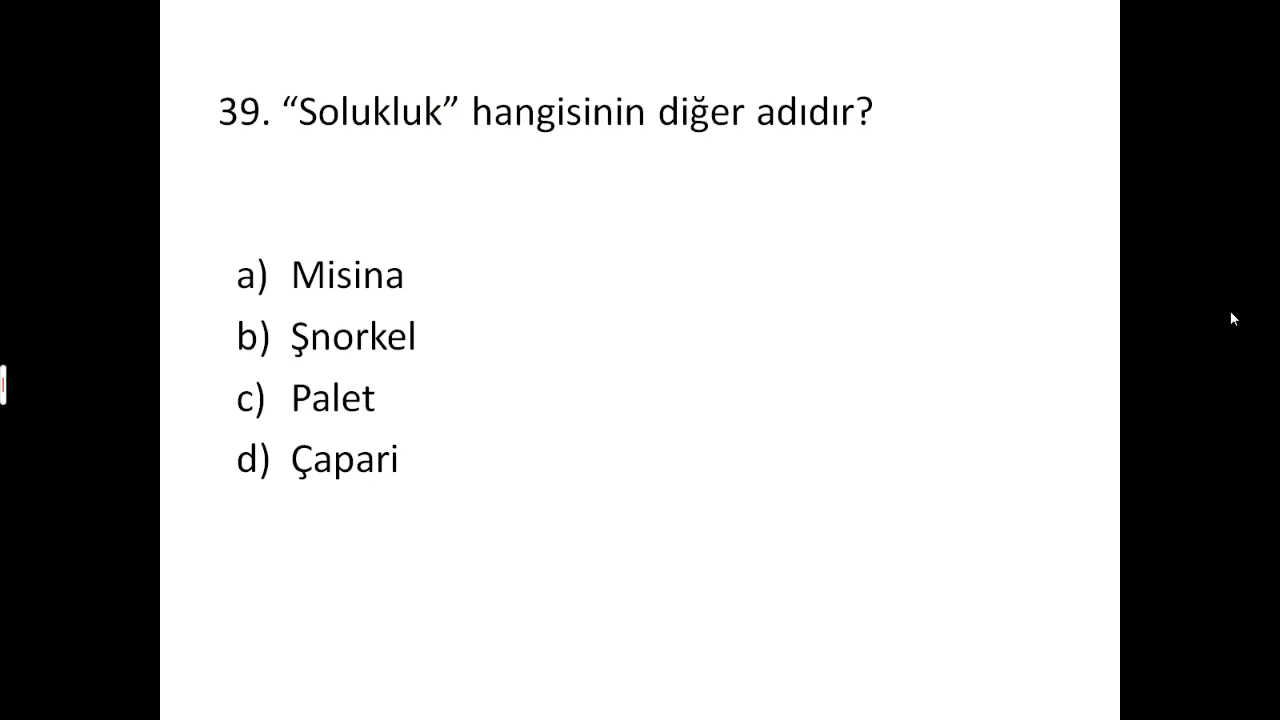 39. “Solukluk” hangisinin diğer adıdır?
a) Misina
b) Şnorkel
c) Palet
d) Çapari